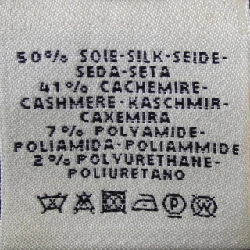 50% SOIE-SILK-SEIDE-
SEDA-SETA
41% CACHEMIRE-
CASHMERE-KASCHMIR-
CAXEMIRA
7% POLYAMIDE-
POLIAMIDA-POLIAMMIDE
2% POLYURETHANE-
POLIURETANO
P W